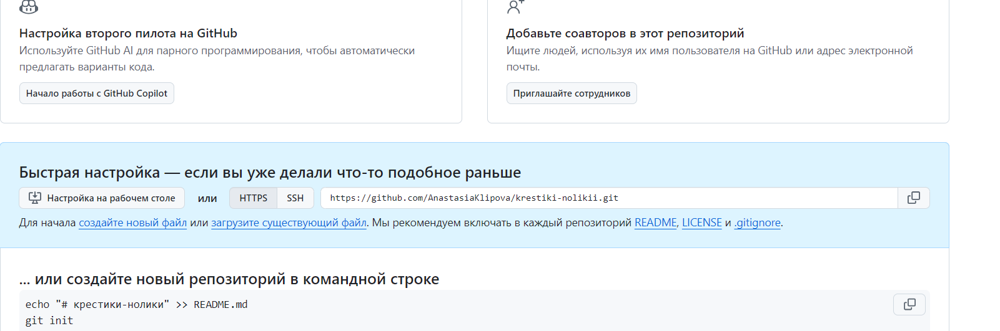 Настройка второго пилота на GitHub
Используйте GitHub AI для парного программирования, чтобы автоматически
предлагать варианты кода.
Начало работы с GitHub Copilot
Добавьте соавторов в этот репозиторий
Ищите людей, используя их имя пользователя на GitHub или адрес электронной
почты.
Приглашайте сотрудников
Быстрая настройка — если вы уже делали что-то подобное раньше
Настройка на рабочем столе или HTTPS SSH https://github.com/AnastasiaKlipova/krestiki-nolikii.git
Для начала создайте новый файл или загрузите существующий файл. Мы рекомендуем включать в каждый репозиторий README, LICENSE и .gitignore.
... или создайте новый репозиторий в командной строке
echo "# крестики-нолики" >> README.md
git init